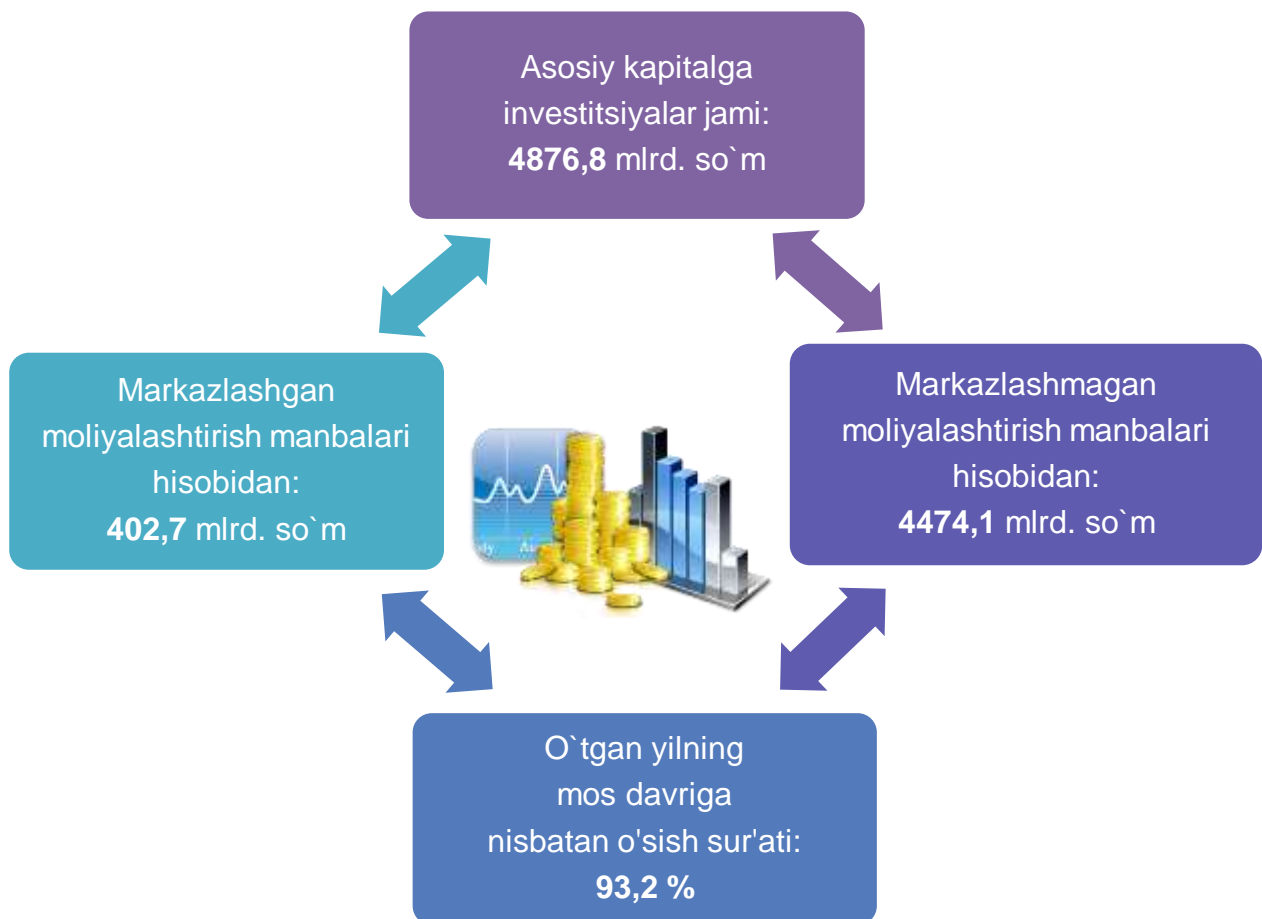 Asosiy kapitalga
investitsiyalar jami:
4876,8 mlrd. so`m
Markazlashgan
moliyalashtirish manbalari
hisobidan:
402,7 mlrd. so`m
Markazlashmagan
moliyalashtirish manbalari
hisobidan:
4474,1 mlrd. so`m
O`tgan yilning
mos davriga
nisbatan o'sish sur'ati:
93,2 %